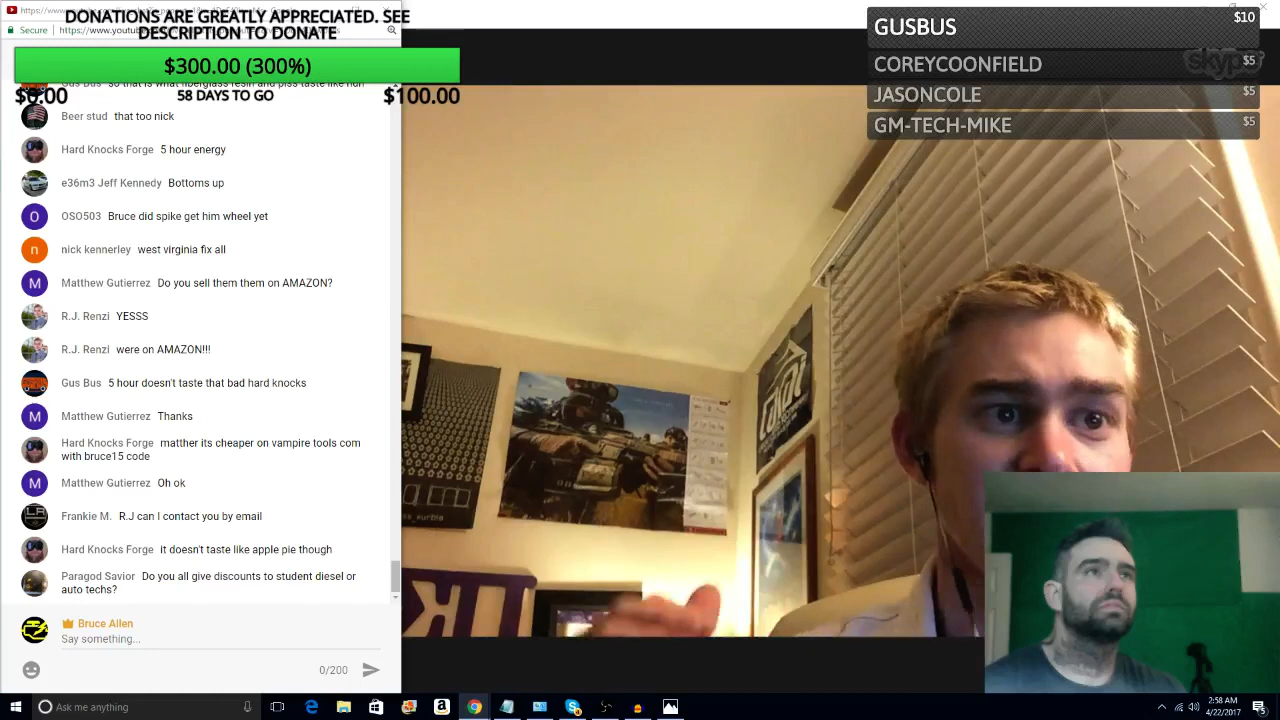 DONATIONS ARE GREATLY APPRECIATED. SEE
DESCRIPTION TO DONATE
Secure
$300.00 (300%)
$0.00
58 DAYS TO GO
$100.00
Beer stud that too nick
Hard Knocks Forge 5 hour energy
e36m3 Jeff Kennedy Bottoms up
OSO503 Bruce did spike get him wheel yet
nick kennerley west virginia fix all
Matthew Gutierrez Do you sell them them on AMAZON?
R.J. Renzi YESSS
R.J. Renzi were on AMAZON!!!
Gus Bus 5 hour doesn't taste that bad hard knocks
Matthew Gutierrez Thanks
Hard Knocks Forge matther its cheaper on vampire tools com
with bruce15 code
Matthew Gutierrez Oh ok
Frankie M. R.J can I contact you by email
Hard Knocks Forge it doesn't taste like apple pie though
Paragod Savior Do you all give discounts to student diesel or
auto techs?
Bruce Allen
Say something...
0/200
GUSBUS $10
COREYCOONFIELD $5
JASONCOLE $5
GM-TECH-MIKE $5
skype
Ask me anything
2:58 AM
4/22/2017